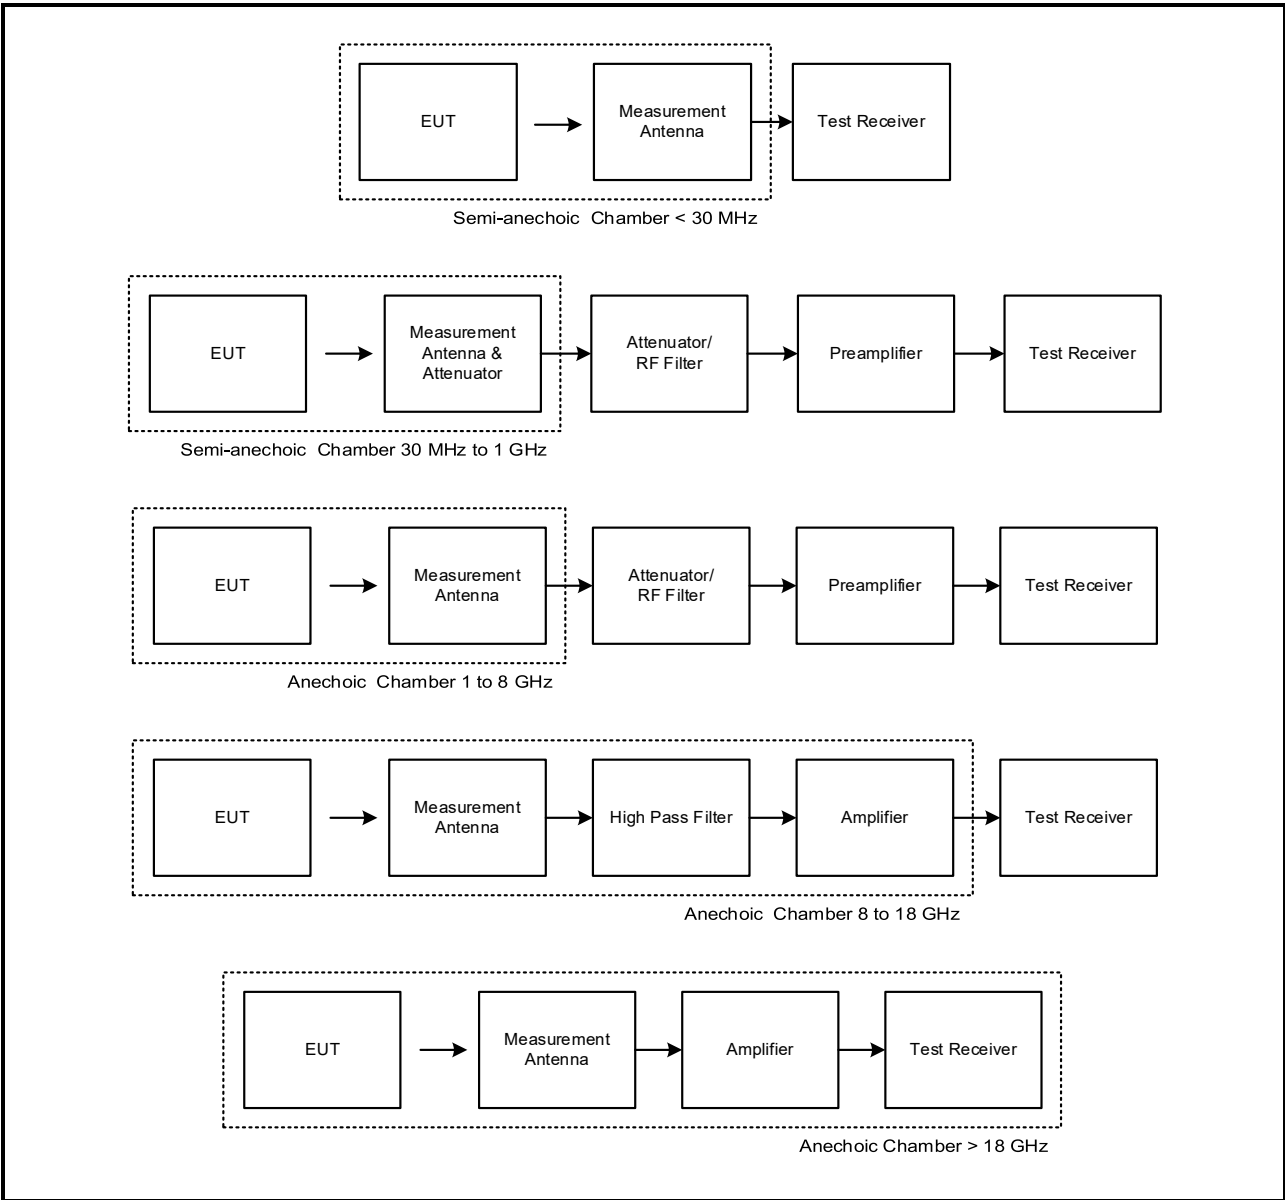 EUT
Measurement
Antenna
Test Receiver
Semi-anechoic Chamber < 30 MHz
EUT
Measurement
Antenna &
Attenuator
Attenuator/
RF Filter
Preamplifier
Test Receiver
Semi-anechoic Chamber 30 MHz to 1 GHz
EUT
Measurement
Antenna
Attenuator/
RF Filter
Preamplifier
Test Receiver
Anechoic Chamber 1 to 8 GHz
EUT
Measurement
Antenna
High Pass Filter
Amplifier
Test Receiver
Anechoic Chamber 8 to 18 GHz
EUT
Measurement
Antenna
Amplifier
Test Receiver
Anechoic Chamber > 18 GHz